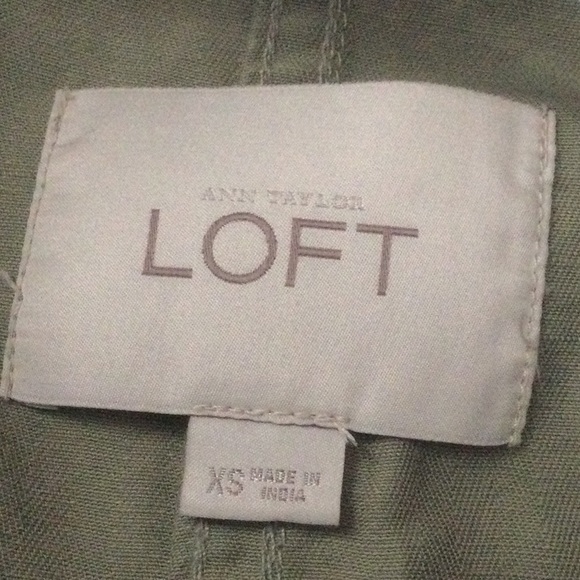 ANN TAYLOR
LOFT
XS MADE IN
INDIA